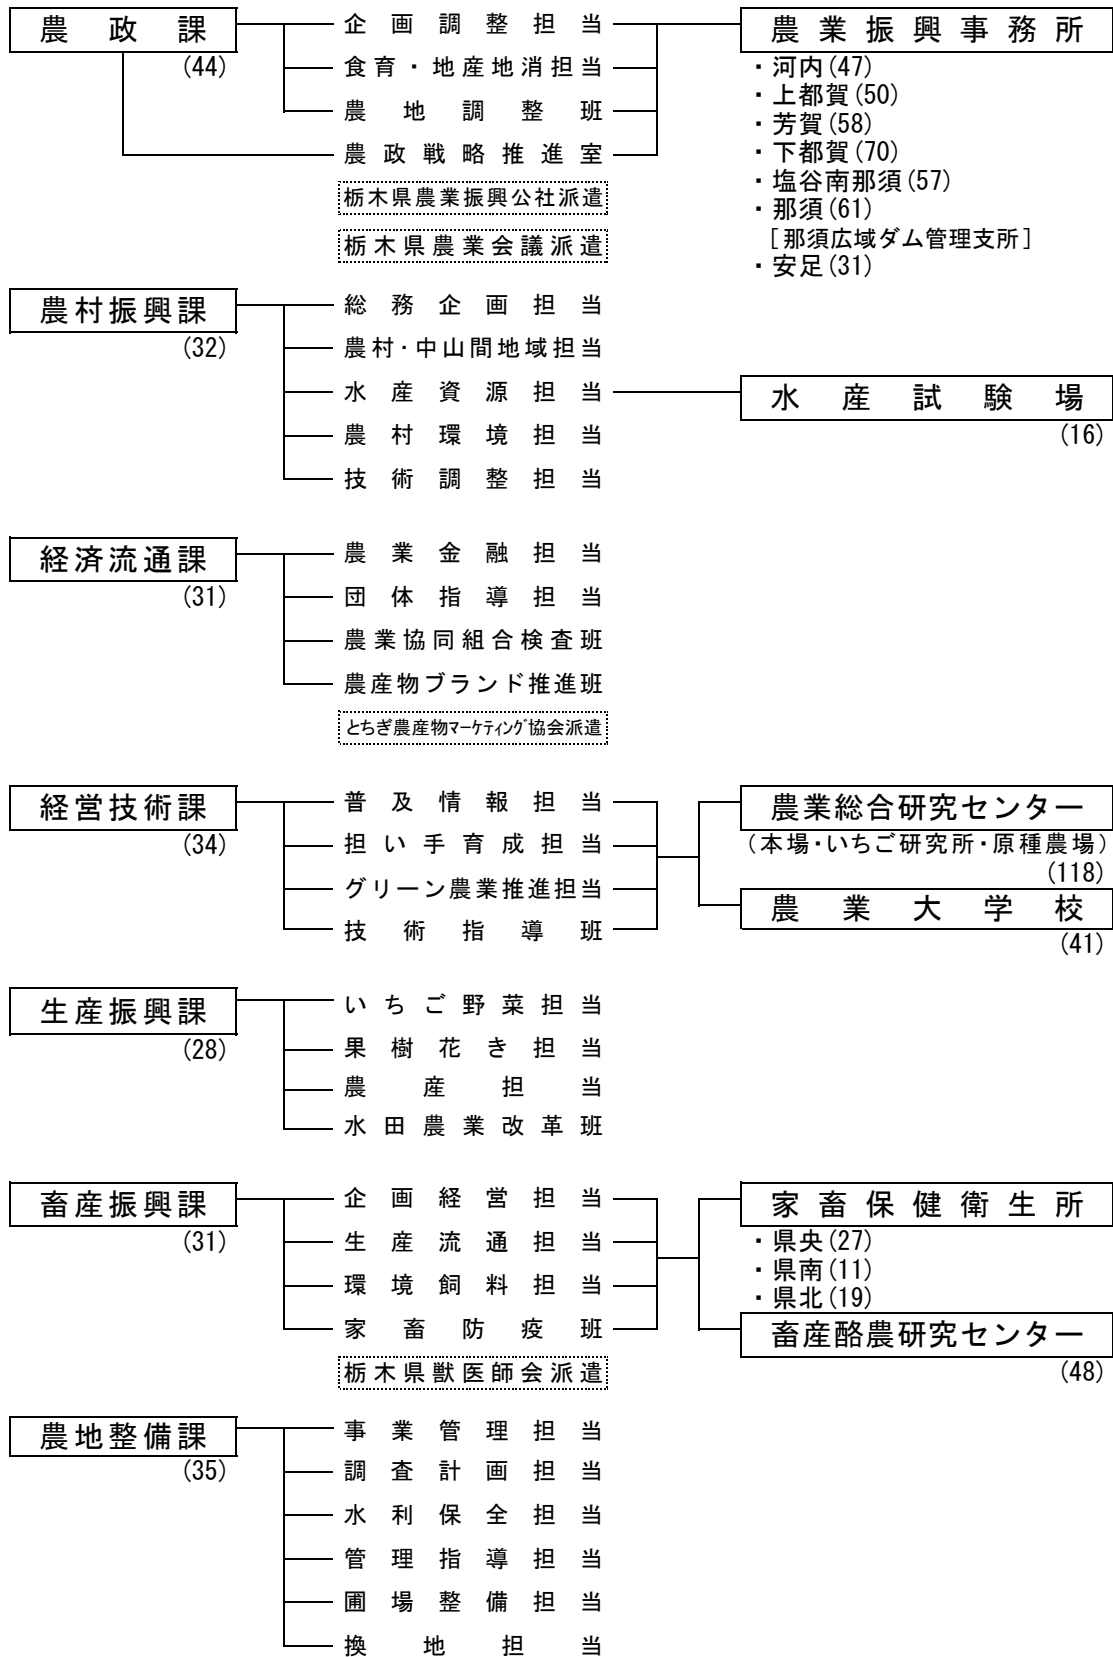 農政課
(44)
企画調整担当
食育・地産地消担当
農地調整班
農政戦略推進室
栃木県農業振興公社派遣
栃木県農業会議派遣
農業振興事務所
・河内(47)
・上都賀(50)
・芳賀(58)
・下都賀(70)
・塩谷南那須(57)
・那須(61)
[那須広域ダム管理支所]
・安足(31)
農村振興課
(32)
総務企画担当
農村・中山間地域担当
水産資源担当
農村環境担当
技術調整担当
水産試験場
(16)
経済流通課
(31)
農業金融担当
団体指導担当
農業協同組合検査班
農産物ブランド推進班
とちぎ農産物ﾏｰｹﾃｨﾝｸﾞ協会派遣
経営技術課
(34)
普及情報担当
担い手育成担当
グリーン農業推進担当
技術指導班
農業総合研究センター
(本場・いちご研究所・原種農場)
(118)
農業大学校
(41)
生産振興課
(28)
いちご野菜担当
果樹花き担当
農産担当
水田農業改革班
畜産振興課
(31)
企画経営担当
生産流通担当
環境飼料担当
家畜防疫班
栃木県獣医師会派遣
家畜保健衛生所
・県央(27)
・県南(11)
・県北(19)
畜産酪農研究センター
(48)
農地整備課
(35)
事業管理担当
調査計画担当
水利保全担当
管理指導担当
圃場整備担当
換地担当